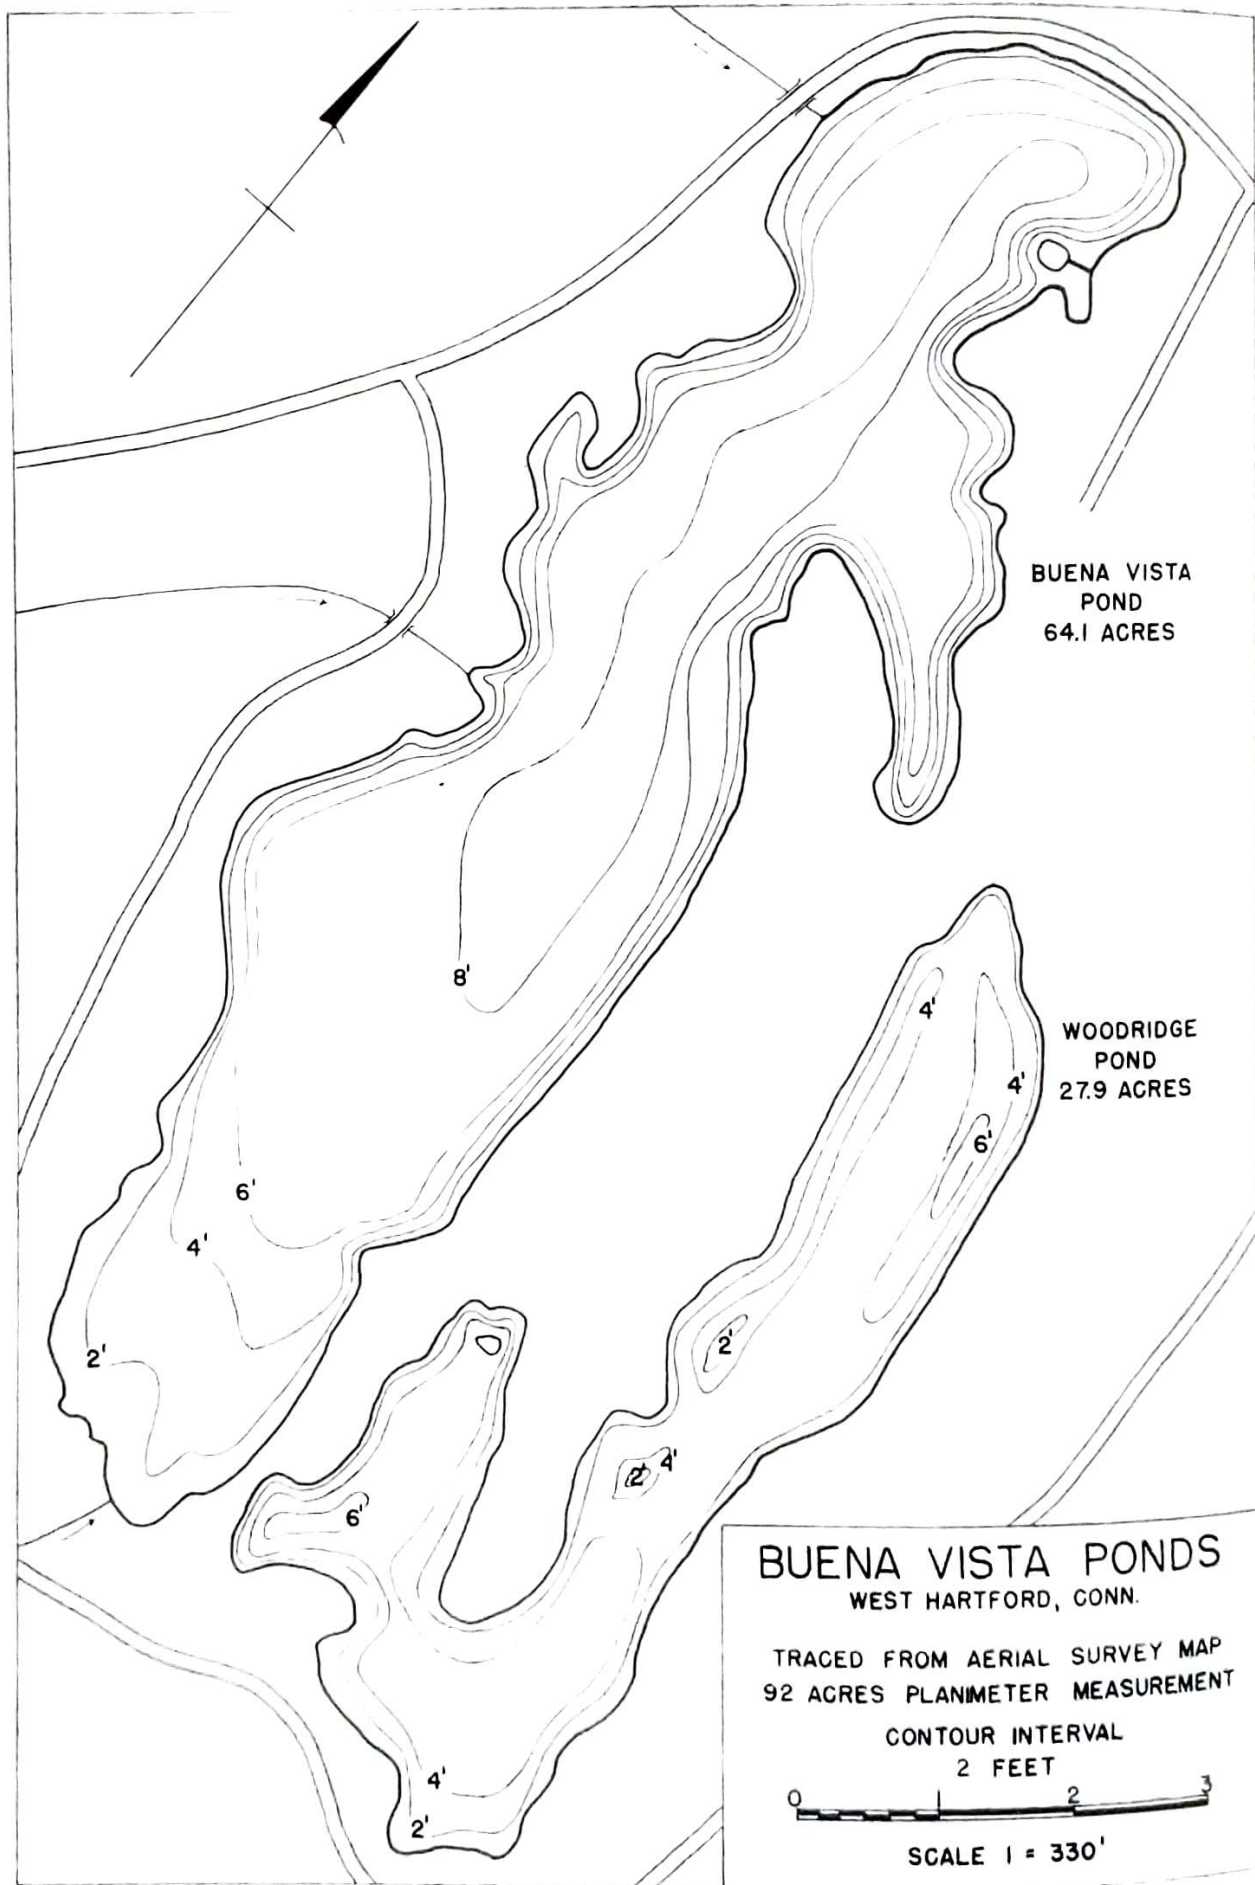 BUENA VISTA
POND
64.1 ACRES
8'
4'
WOODRIDGE
POND
27.9 ACRES
4'
6'
6'
4'
2'
2'
2'
4'
6'
4'
2'
BUENA VISTA PONDS
WEST HARTFORD, CONN.
TRACED FROM AERIAL SURVEY MAP
92 ACRES PLANIMETER MEASUREMENT
CONTOUR INTERVAL
2 FEET
0 1 2 3
SCALE 1 = 330'